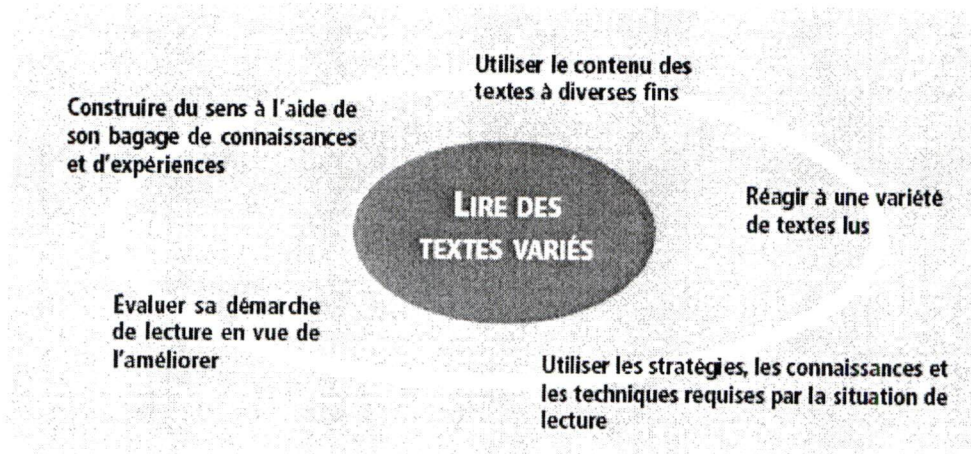 Utiliser le contenu des
textes à diverses fins
Construire du sens à l'aide de
son bagage de connaissances
et d'expériences
LIRE DES
TEXTES VARIÉS
Réagir à une variété
de textes lus
Évaluer sa démarche
de lecture en vue de
l'améliorer
Utiliser les stratégies, les connaissances et
les techniques requises par la situation de
lecture